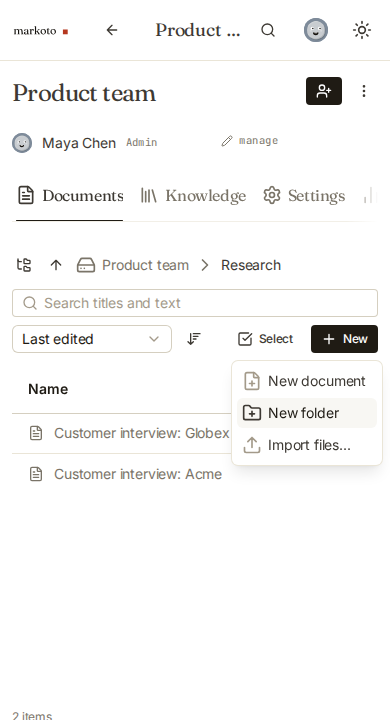 markoto
Product ...
Product team
Maya Chen Admin
manage
Documents Knowledge Settings
Product team > Research
Search titles and text
Last edited
Select
New
New document
New folder
Import files...
Name
Customer interview: Globex
Customer interview: Acme
2 items